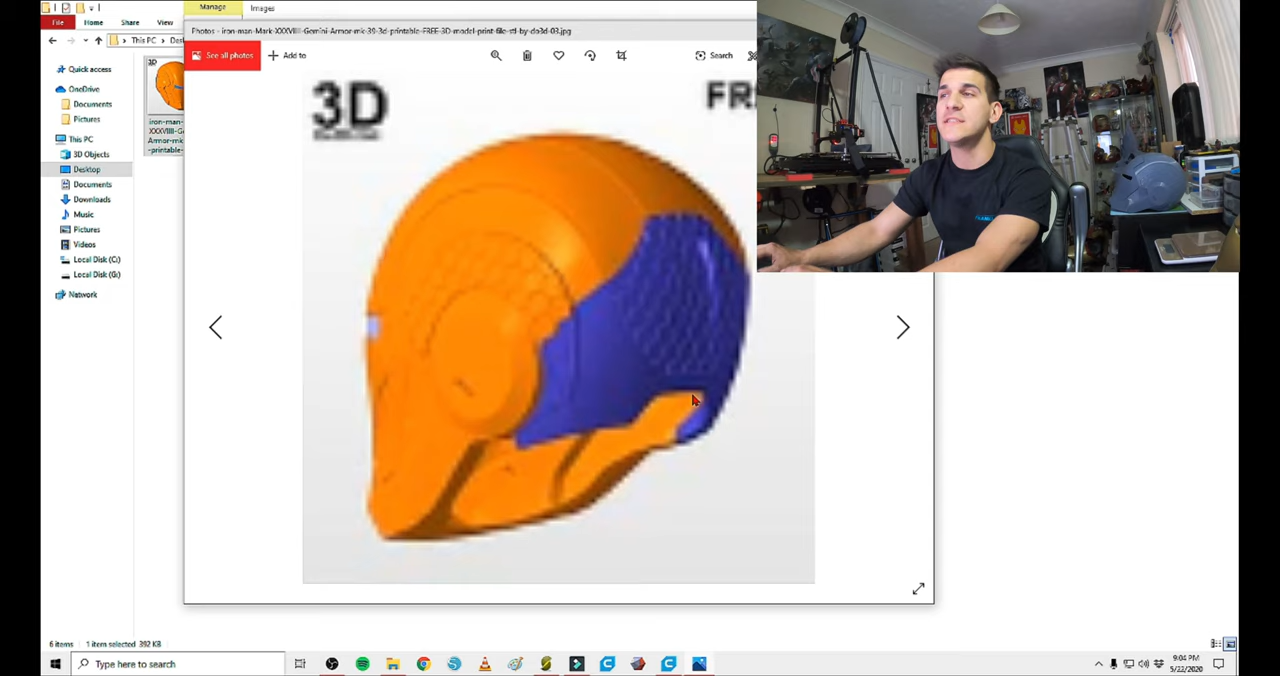 Manage
Images
File
Home
Share
View
Photos - iron-man-Mark-XXXVIIII-Gemini-Armor-mk-39-3d-printable-FREE-3D-model-print-file-stl-by-do3d-03.jpg
This PC
See all photos
Add to
Search
Quick access
OneDrive
Documents
Pictures
This PC
3D Objects
Desktop
Documents
Downloads
Music
Pictures
Videos
Local Disk (C:)
Local Disk (G:)
Network
3D
FR
6 items
1 item selected 392 KB
Type here to search
9:04 PM
5/22/2020